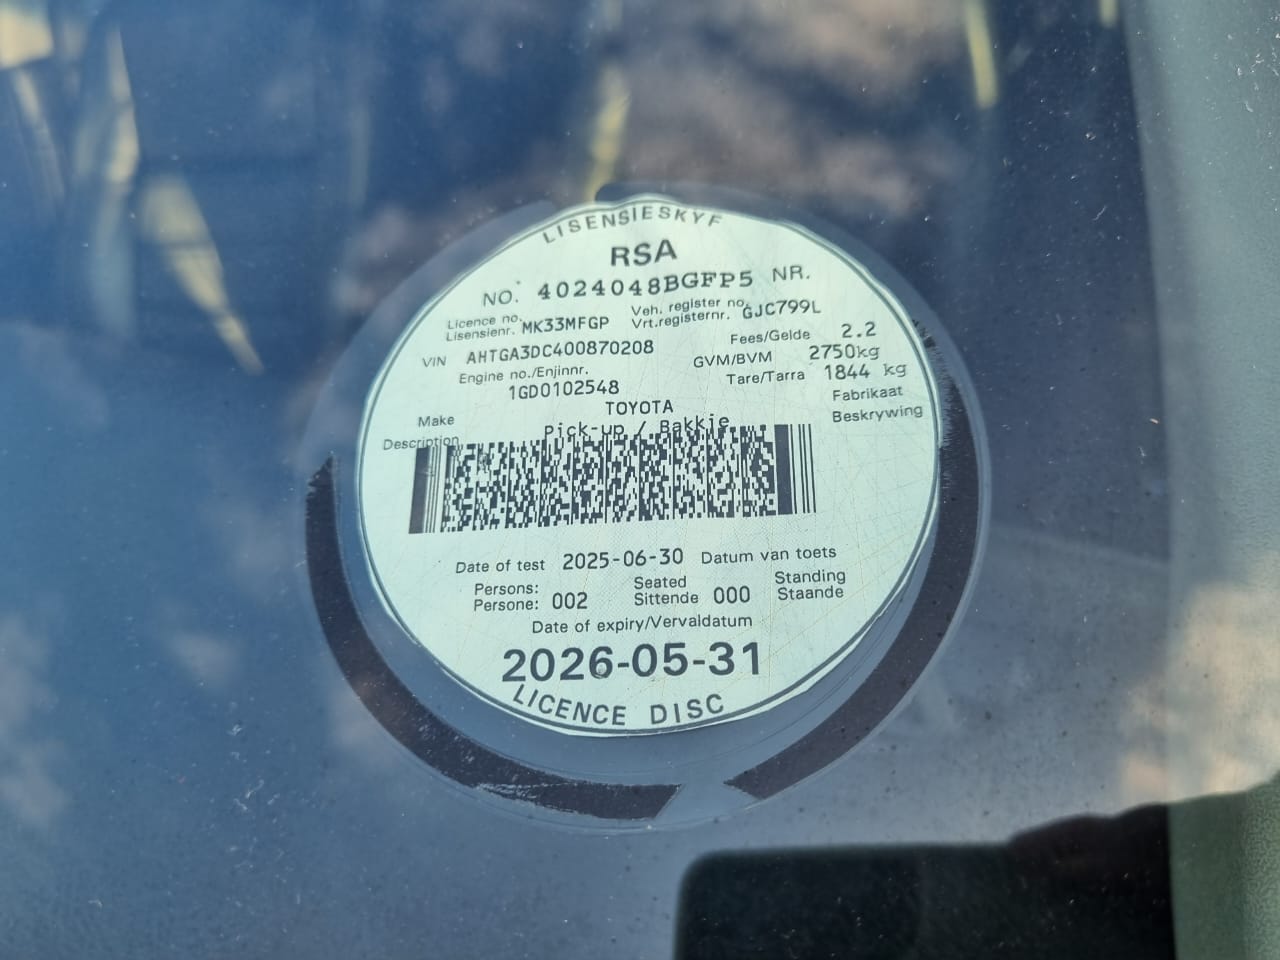 LISENSIESKYF
RSA
NO. 4024048BGFP5 NR.
Licence no. Lisensienr. MK33MFGP Veh. register no. Vrt.registernr. GJC799L
VIN AHTGA3DC400870208 Fees/Gelde 2.2
Engine no./Enjinnr. GVM/BVM 2750kg
1GD0102548 Tare/Tarra 1844 kg
Make TOYOTA Fabrikaat
Description Pick-up / Bakkie Beskrywing
Date of test 2025-06-30 Datum van toets
Persons: Persone: 002 Seated Sittende 000 Standing Staande
Date of expiry/Vervaldatum
2026-05-31
LICENCE DISC